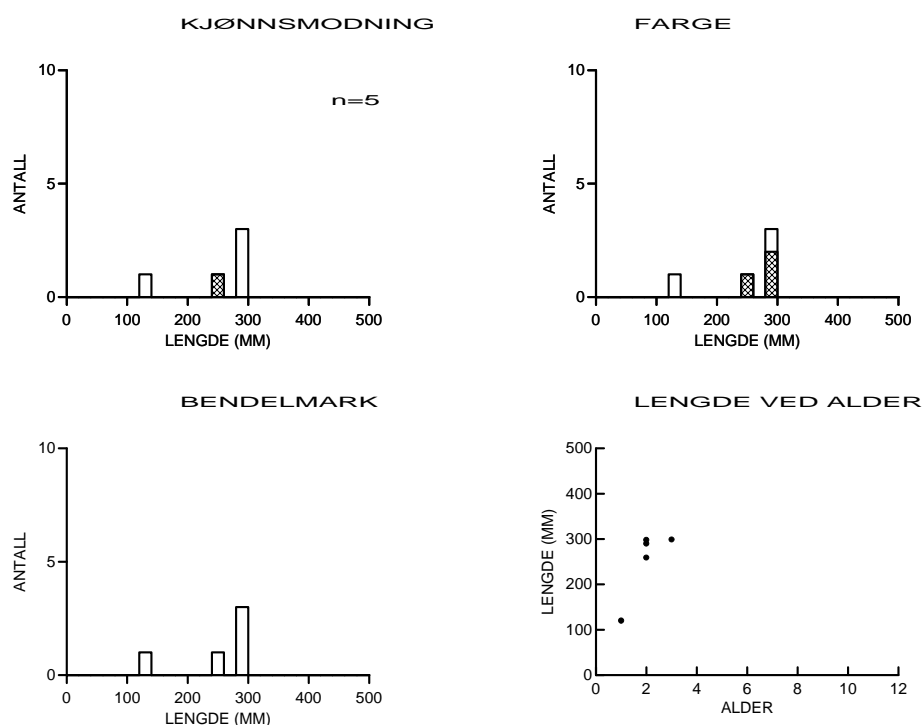 KJØNNSMODNING
10
n=5
ANTALL
5
0
0 100 200 300 400 500
LENGDE (MM)
FARGE
10
ANTALL
5
0
0 100 200 300 400 500
LENGDE (MM)
BENDELMARK
10
ANTALL
5
0
0 100 200 300 400 500
LENGDE (MM)
LENGDE VED ALDER
500
400
300
LENGDE (MM)
200
100
0
0 2 4 6 8 10 12
ALDER